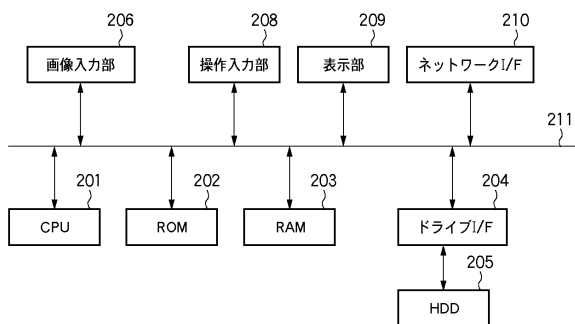 206
208
209
210
画像入力部
操作入力部
表示部
ネットワークI/F
211
201
202
203
204
CPU
ROM
RAM
ドライブI/F
205
HDD